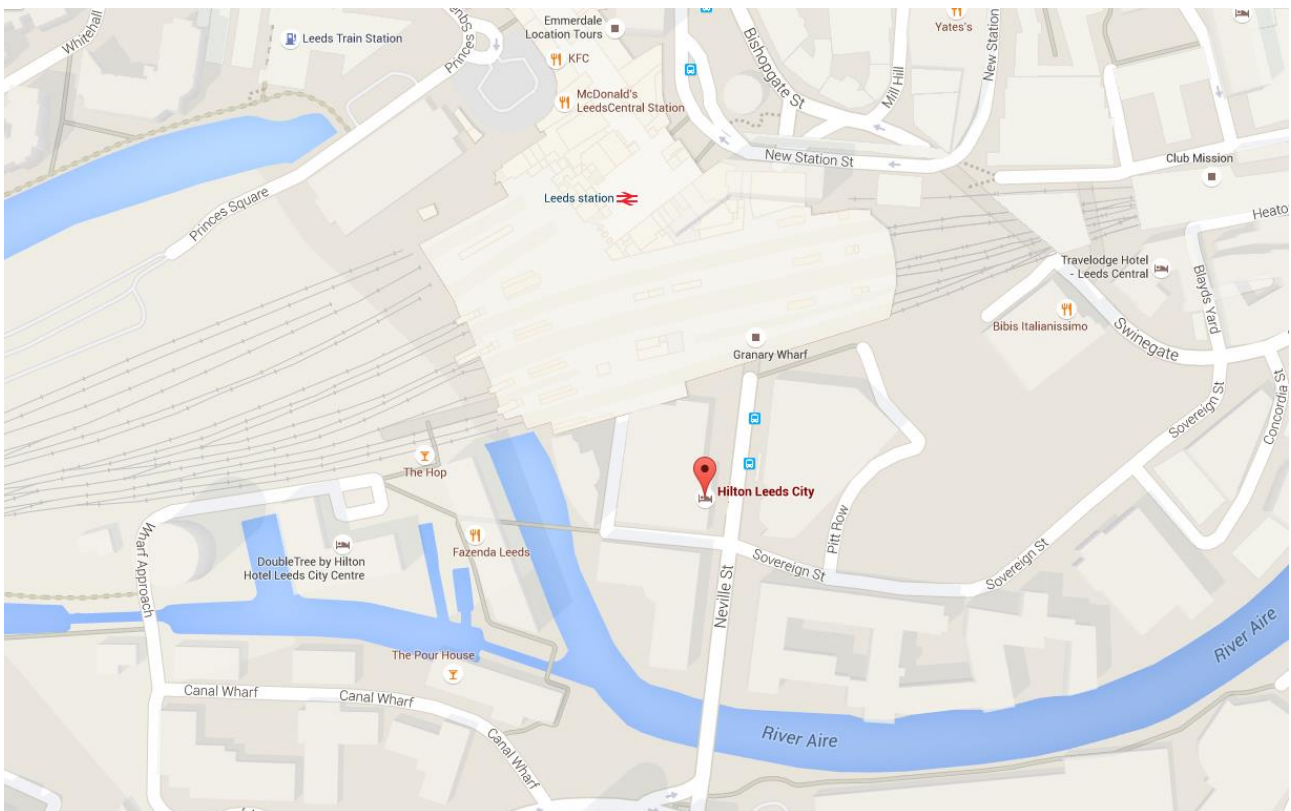 Whitehall
Leeds Train Station
Princes Squa
Emmerdale
Location Tours
KFC
McDonald's
LeedsCentral Station
Bishopgate St
Yates's
Mill Hill
New Station
New Station St
Club Mission
Princes Square
Leeds station
Heato
Travelodge Hotel
- Leeds Central
Blayds Yard
Bibis Italianissimo
Swinegate
Granary Wharf
Concordia St
Sovereign St
The Hop
Hilton Leeds City
Pitt Row
Wharf Approach
Fazenda Leeds
DoubleTree by Hilton
Hotel Leeds City Centre
Sovereign St
Sovereign St
Neville St
River Aire
The Pour House
Canal Wharf
Canal Wharf
Canal Wharf
River Aire